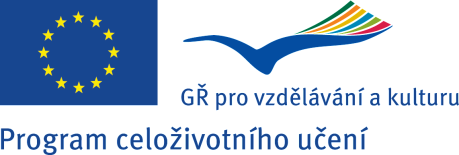 GŘ pro vzdělávání a kulturu
Program celoživotního učení